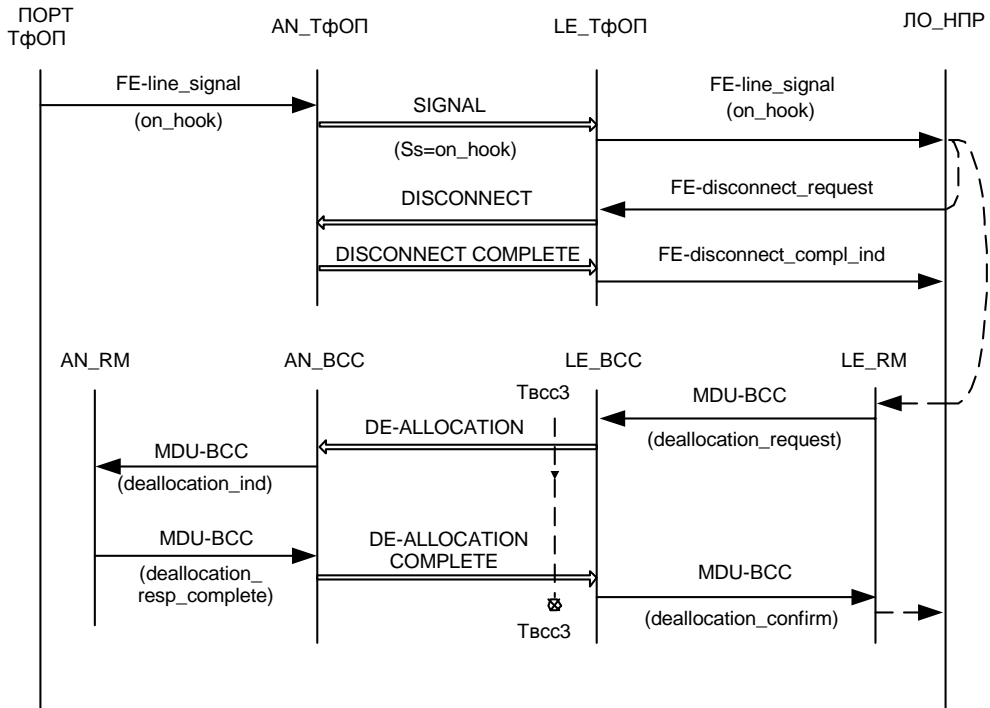 ПОРТ
ТфОП
AN_ТфОП
LE_ТфОП
ЛО_НПР
FE-line_signal
(on_hook)
SIGNAL
(Ss=on_hook)
FE-line_signal
(on_hook)
FE-disconnect_request
DISCONNECT
DISCONNECT COMPLETE
FE-disconnect_compl_ind
AN_RM
AN_BCC
LE_BCC
LE_RM
Tвсс3
MDU-BCC
(deallocation_request)
DE-ALLOCATION
MDU-BCC
(deallocation_ind)
MDU-BCC
(deallocation_
resp_complete)
DE-ALLOCATION
COMPLETE
MDU-BCC
(deallocation_confirm)
Tвсс3